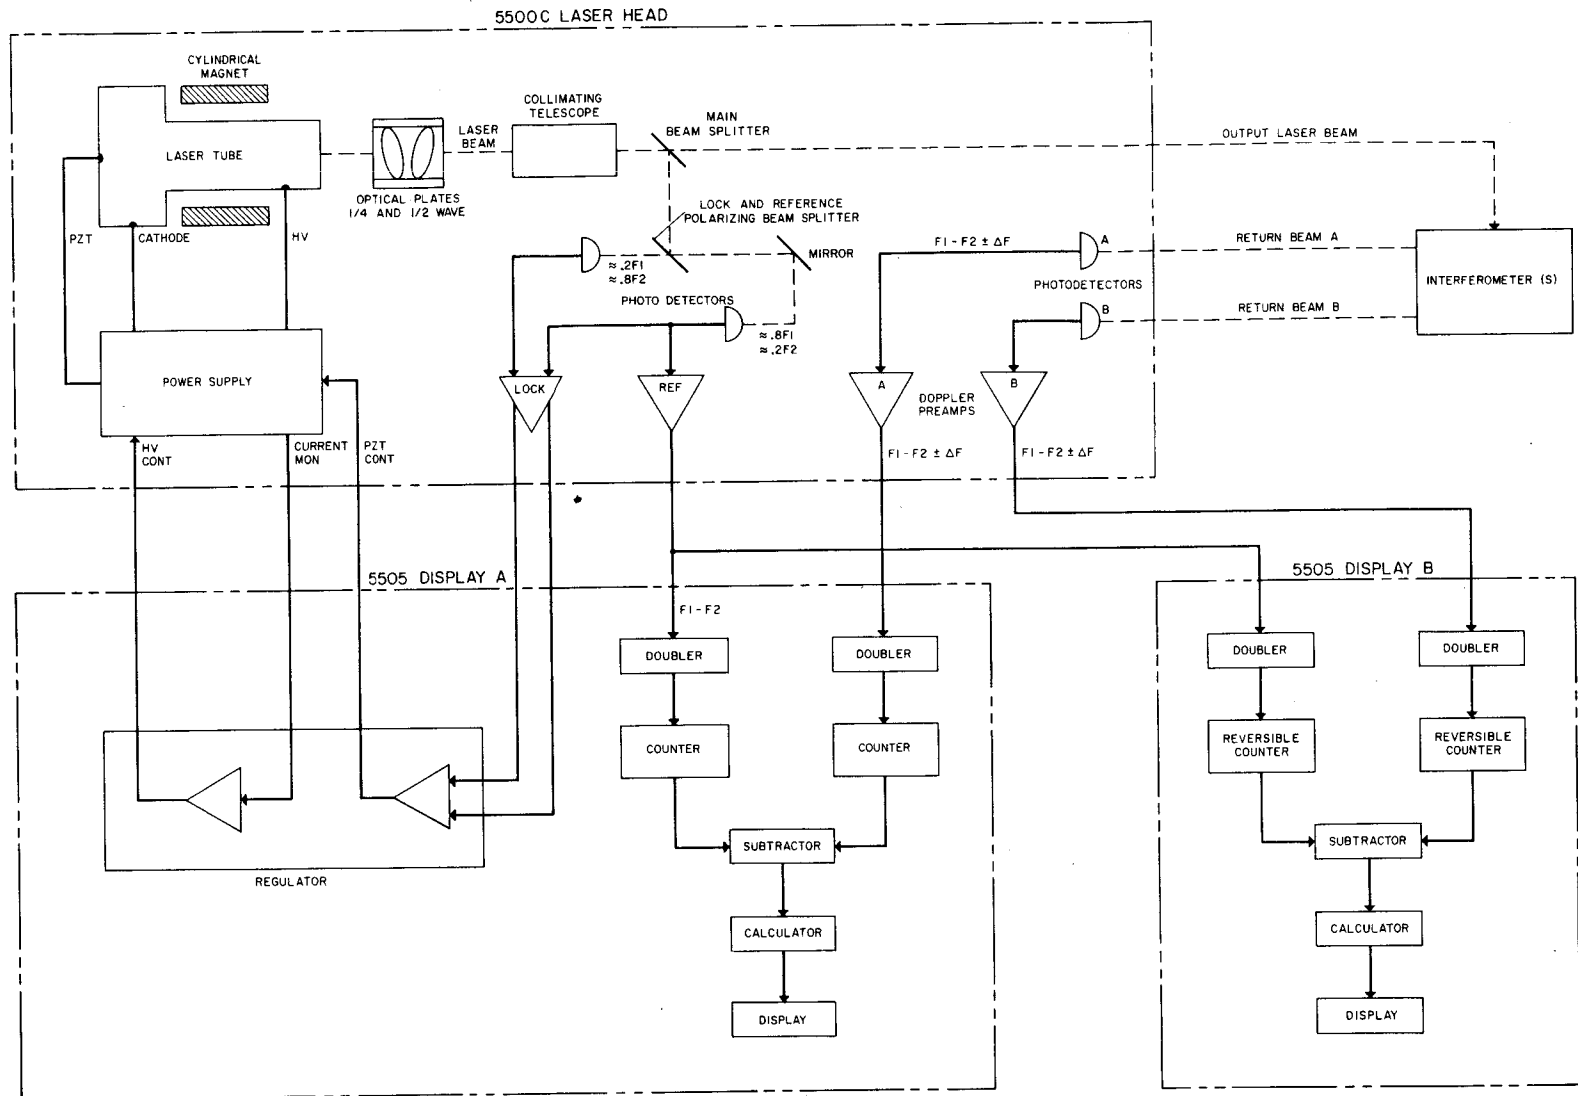 5500C LASER HEAD
CYLINDRICAL
MAGNET
LASER TUBE
OPTICAL PLATES
1/4 AND 1/2 WAVE
LASER
BEAM
COLLIMATING
TELESCOPE
MAIN
BEAM SPLITTER
OUTPUT LASER BEAM
PZT
CATHODE
HV
LOCK AND REFERENCE
POLARIZING BEAM SPLITTER
MIRROR
≈ .2F1
≈ .8F2
PHOTO DETECTORS
≈ .8F1
≈ .2F2
F1 - F2 ± ΔF
A
RETURN BEAM A
PHOTODETECTORS
B
RETURN BEAM B
INTERFEROMETER (S)
POWER SUPPLY
LOCK
REF
A
DOPPLER
PREAMPS
B
HV
CONT
CURRENT
MON
PZT
CONT
F1 - F2 ± ΔF
F1 - F2 ± ΔF
5505 DISPLAY A
F1 - F2
DOUBLER
DOUBLER
COUNTER
COUNTER
SUBTRACTOR
CALCULATOR
DISPLAY
REGULATOR
5505 DISPLAY B
DOUBLER
DOUBLER
REVERSIBLE
COUNTER
REVERSIBLE
COUNTER
SUBTRACTOR
CALCULATOR
DISPLAY